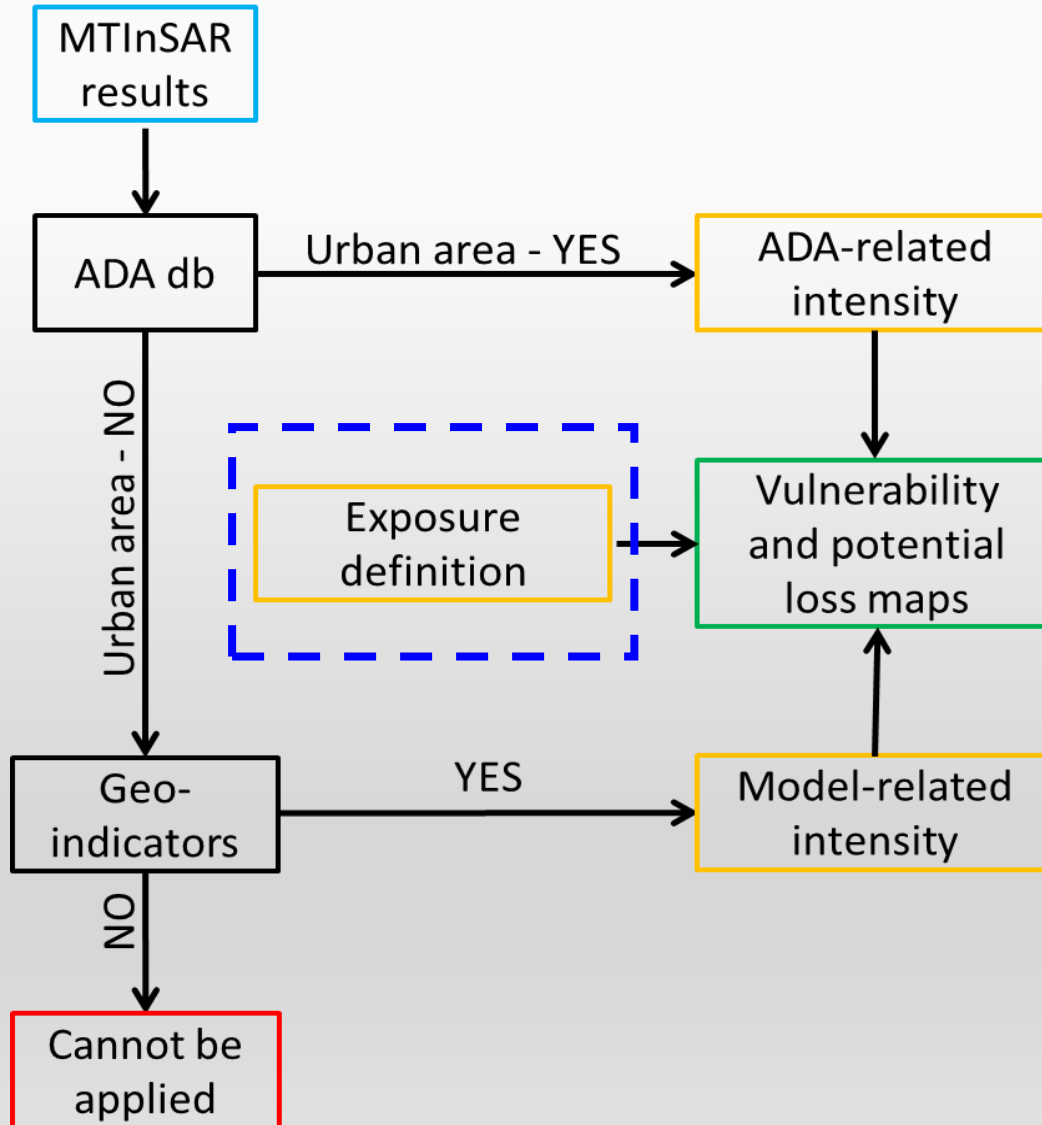 MTInSAR
results
ADA db
Urban area - YES
ADA-related
intensity
Urban area - NO
Exposure
definition
Vulnerability
and potential
loss maps
Geo-
indicators
YES
Model-related
intensity
NO
Cannot be
applied